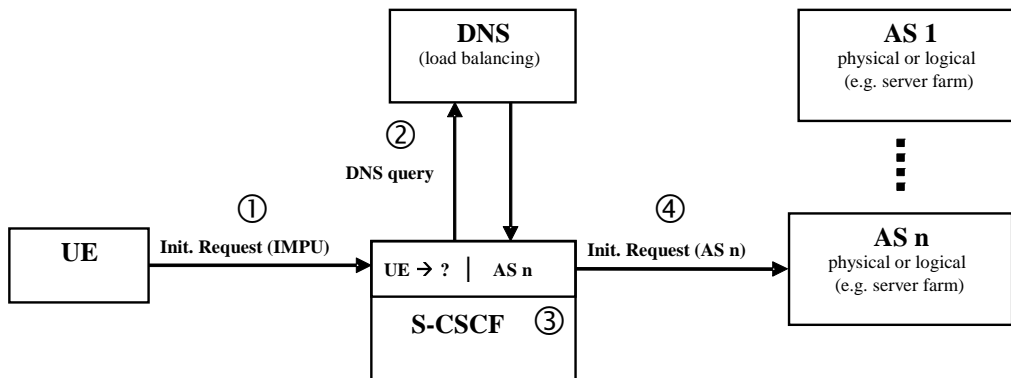 DNS
(load balancing)
AS 1
physical or logical
(e.g. server farm)
②
DNS query
①
④
UE
Init. Request (IMPU)
UE → ? | AS n
Init. Request (AS n)
AS n
physical or logical
(e.g. server farm)
S-CSCF ③